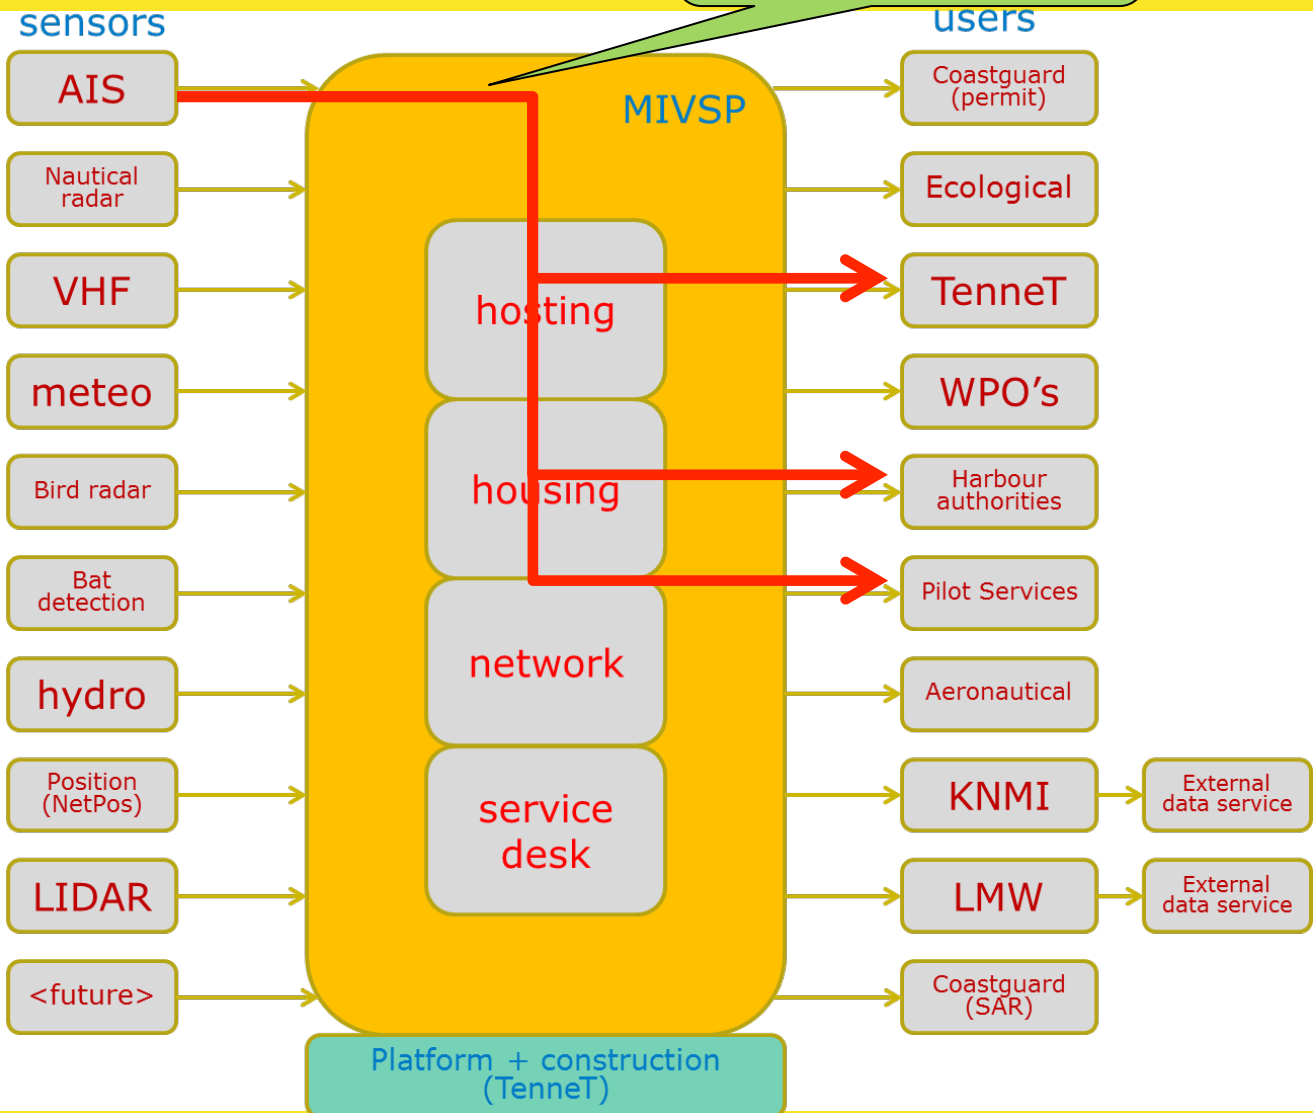 sensors
users
AIS
Nautical
radar
VHF
meteo
Bird radar
Bat
detection
hydro
Position
(NetPos)
LIDAR
<future>
MIVSP
hosting
housing
network
service
desk
Platform + construction
(TenneT)
Coastguard
(permit)
Ecological
TenneT
WPO’s
Harbour
authorities
Pilot Services
Aeronautical
KNMI
External
data service
LMW
External
data service
Coastguard
(SAR)